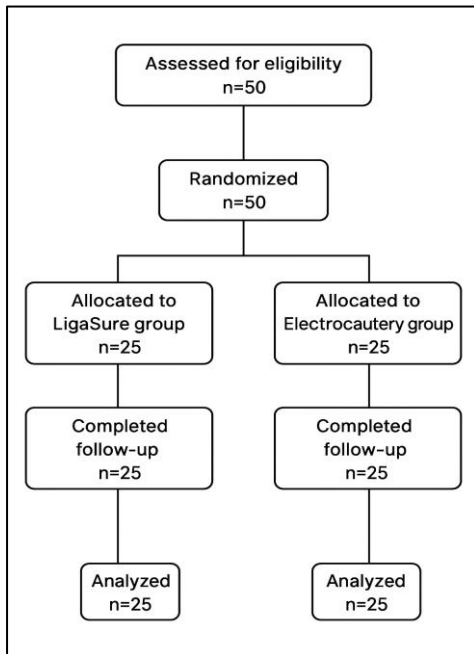 Assessed for eligibility
n=50
Randomized
n=50
Allocated to
LigaSure group
n=25
Allocated to
Electrocautery group
n=25
Completed
follow-up
n=25
Completed
follow-up
n=25
Analyzed
n=25
Analyzed
n=25